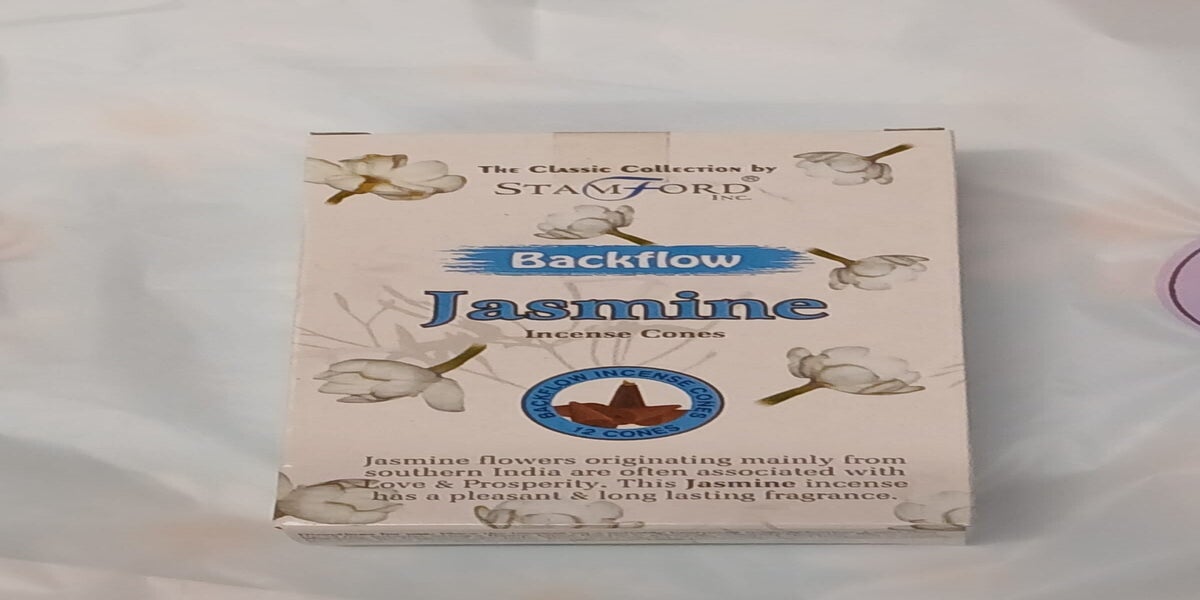 The Classic Collection by
STAMFORD®
INC.
Backflow
Jasmine
Incense Cones
BACKFLOW INCENSE CONES
12 CONES
Jasmine flowers originating mainly from
southern India are often associated with
Love & Prosperity. This Jasmine incense
has a pleasant & long lasting fragrance.